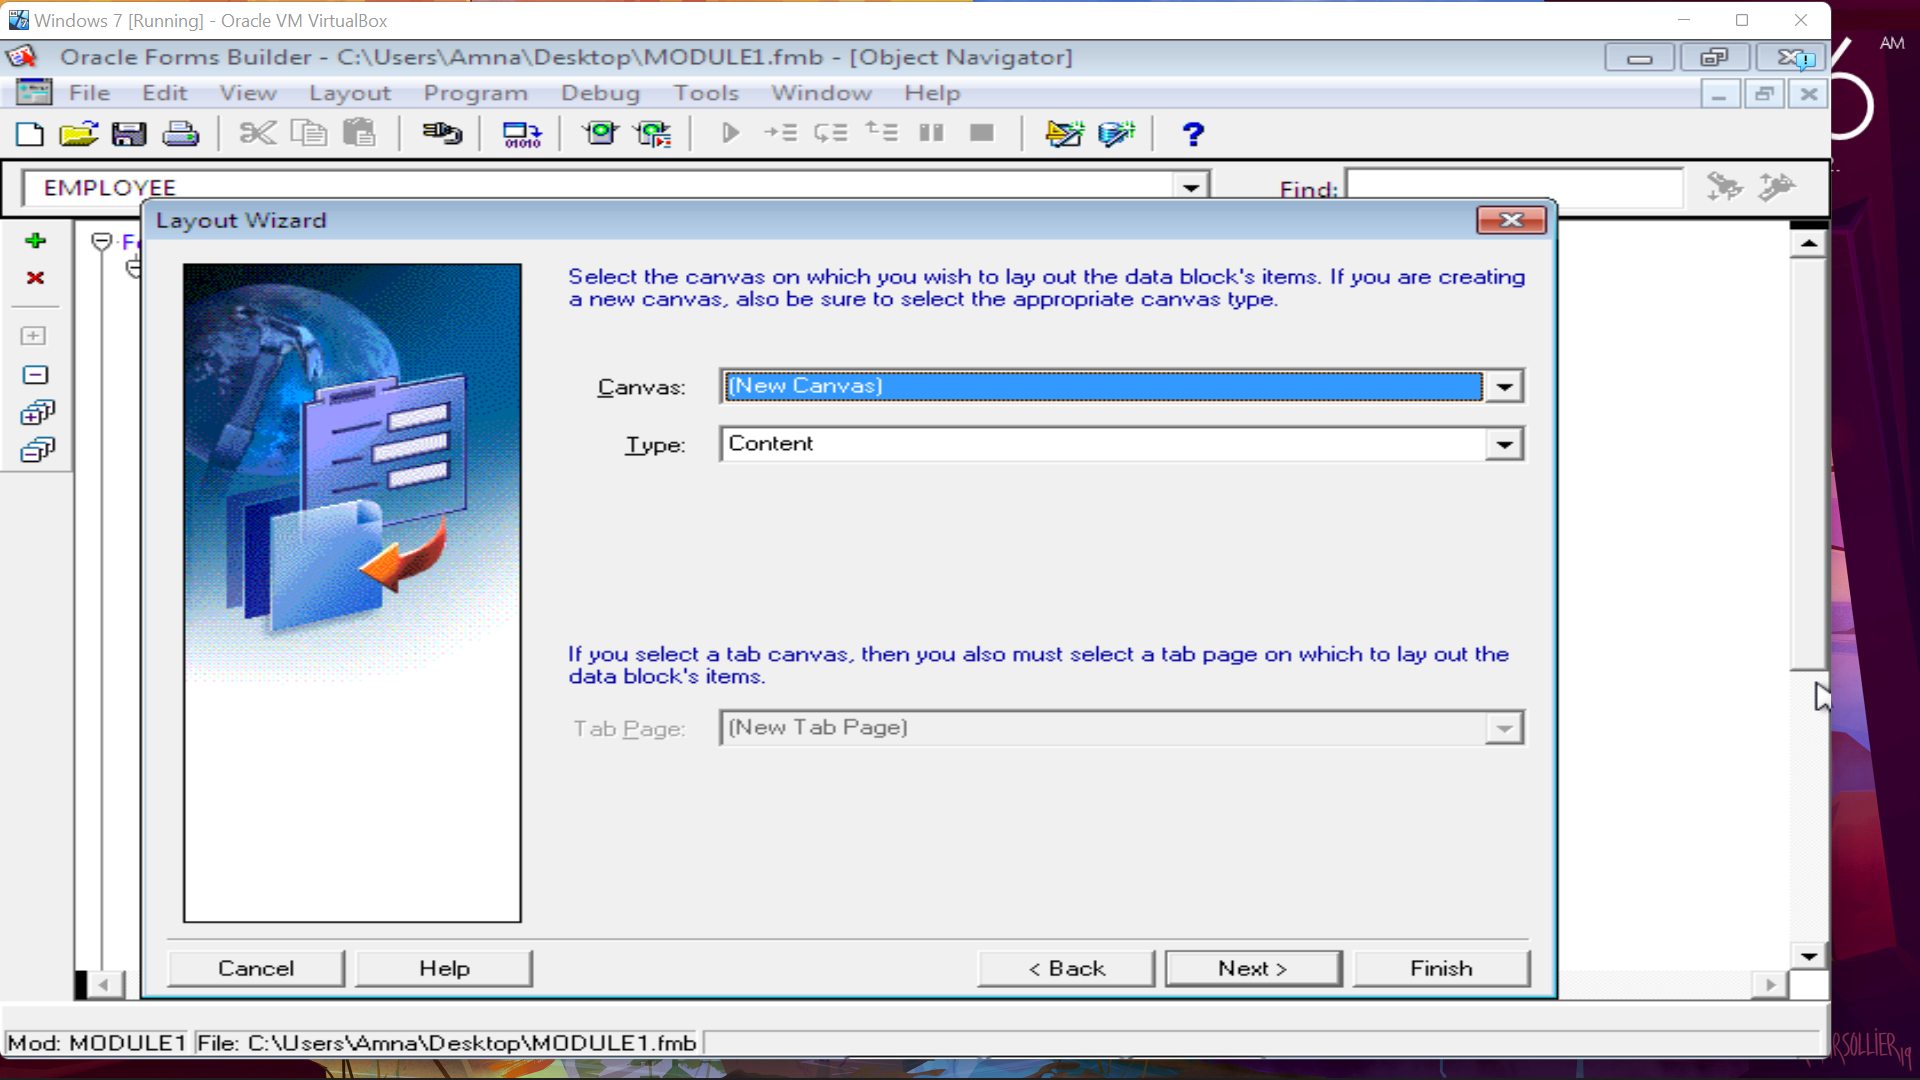 Windows 7 [Running] - Oracle VM VirtualBox
Oracle Forms Builder - C:\Users\Amna\Desktop\MODULE1.fmb - [Object Navigator]
AM
File Edit View Layout Program Debug Tools Window Help
EMPLOYEE
Find:
Layout Wizard
Select the canvas on which you wish to lay out the data block's items. If you are creating
a new canvas, also be sure to select the appropriate canvas type.
Canvas: (New Canvas)
Type: Content
If you select a tab canvas, then you also must select a tab page on which to lay out the
data block's items.
Tab Page: (New Tab Page)
Cancel Help < Back Next > Finish
Mod: MODULE1 File: C:\Users\Amna\Desktop\MODULE1.fmb